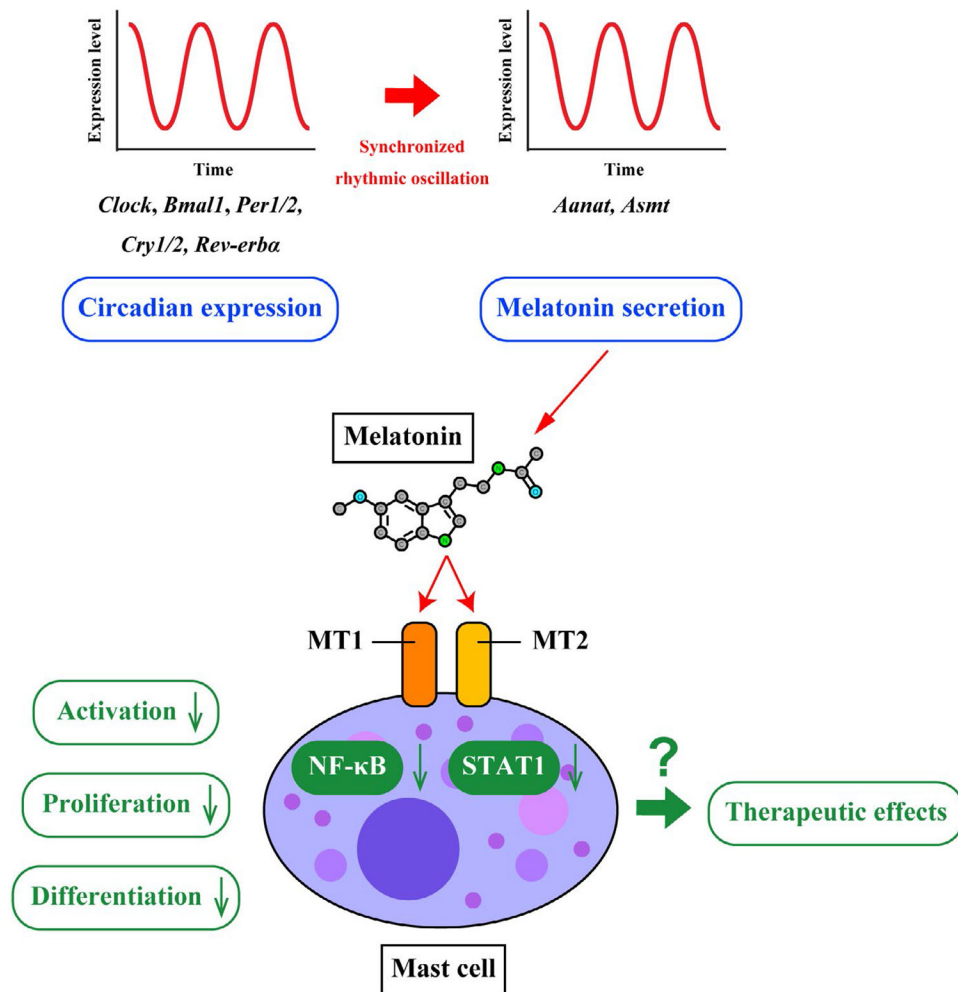 Expression level
Time
Clock, Bmal1, Per1/2,
Cry1/2, Rev-erbα
Circadian expression
Synchronized
rhythmic oscillation
Expression level
Time
Aanat, Asmt
Melatonin secretion
Melatonin
MT1
MT2
Activation ↓
Proliferation ↓
Differentiation ↓
NF-κB ↓
STAT1 ↓
?
Therapeutic effects
Mast cell